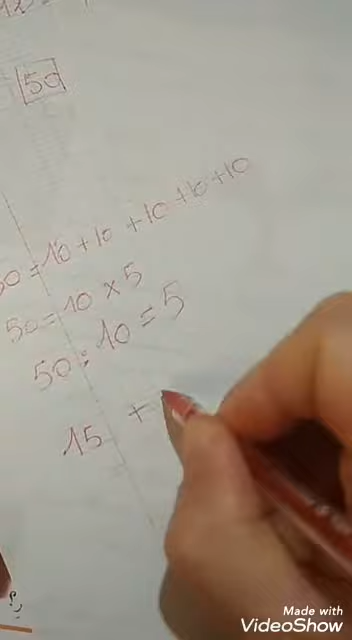 50
50 = 10 + 10 + 10 + 10 + 10
50 = 10 × 5
50 : 10 = 5
15 +
Made with
VideoShow